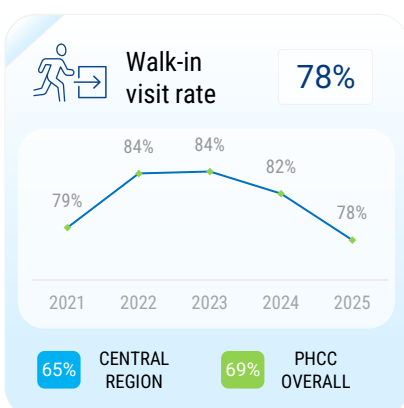 Walk-in
visit rate
78%
79%
84%
84%
82%
78%
2021
2022
2023
2024
2025
65%
CENTRAL
REGION
69%
PHCC
OVERALL